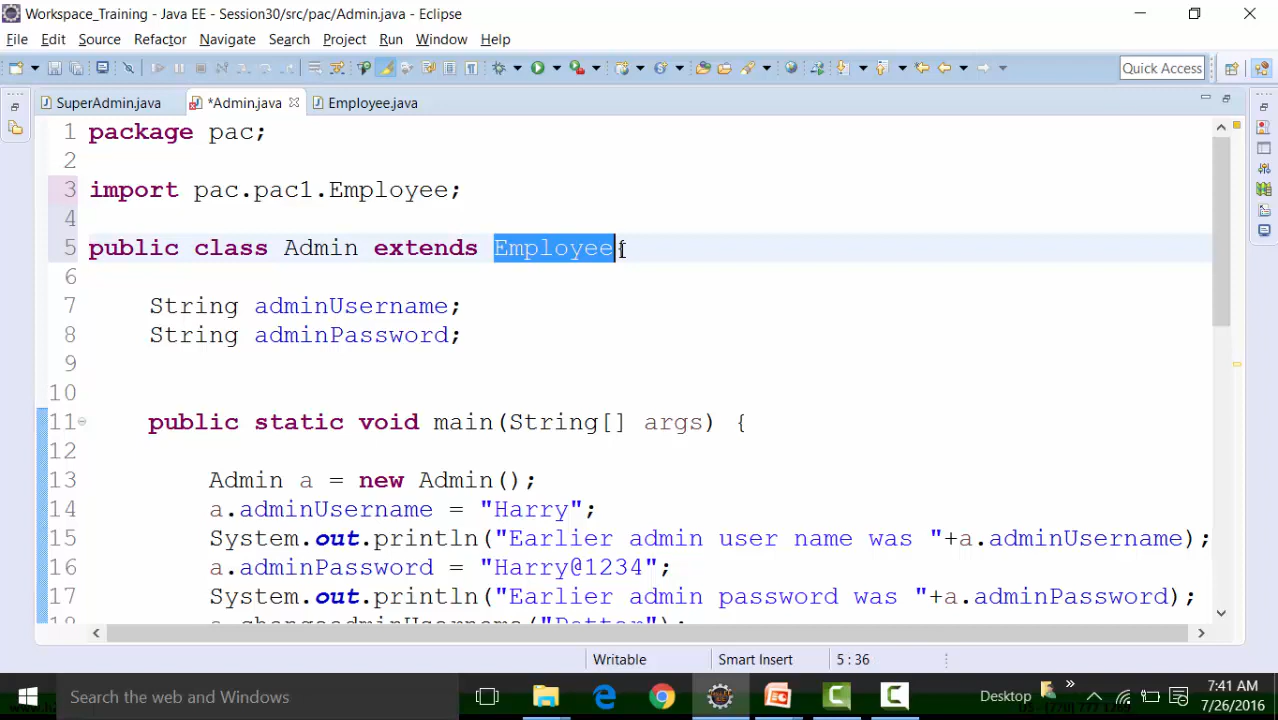 Workspace_Training - Java EE - Session30/src/pac/Admin.java - Eclipse
File Edit Source Refactor Navigate Search Project Run Window Help
Quick Access
SuperAdmin.java *Admin.java Employee.java
1 package pac;
2
3 import pac.pac1.Employee;
4
5 public class Admin extends Employee{
6
7 String adminUsername;
8 String adminPassword;
9
10
11 public static void main(String[] args) {
12
13 Admin a = new Admin();
14 a.adminUsername = "Harry";
15 System.out.println("Earlier admin user name was "+a.adminUsername);
16 a.adminPassword = "Harry@1234";
17 System.out.println("Earlier admin password was "+a.adminPassword);
Writable Smart Insert 5 : 36
Search the web and Windows
Desktop
7:41 AM
7/26/2016